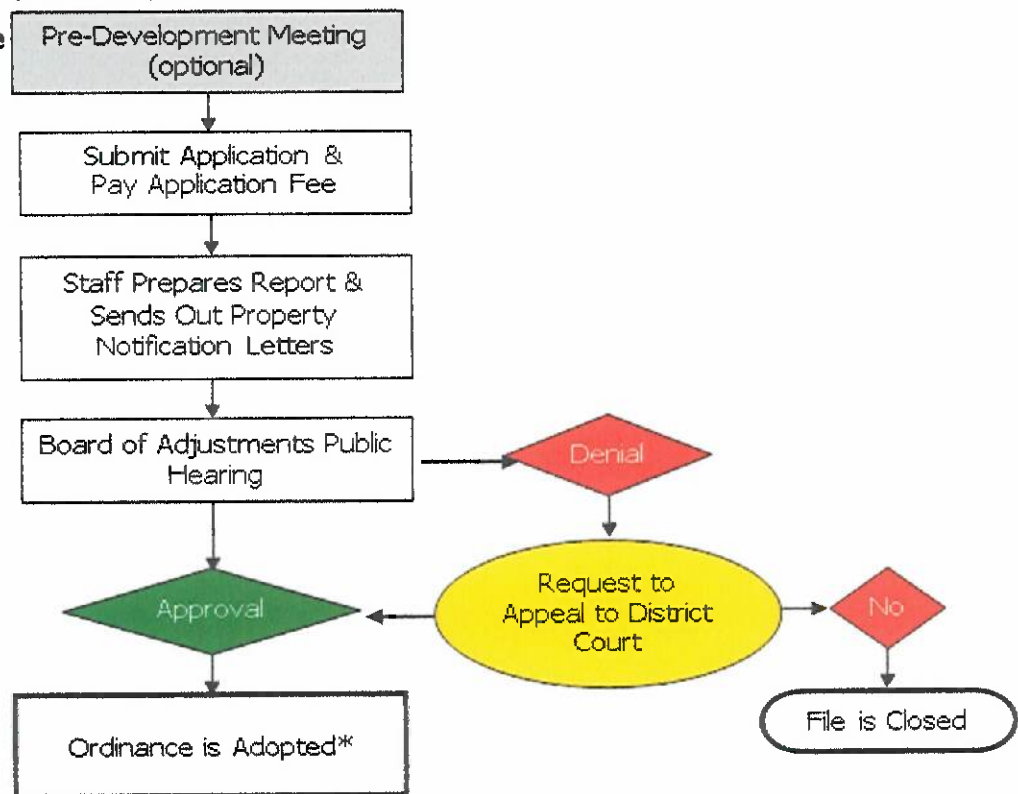 Pre-Development Meeting
(optional)
Submit Application &
Pay Application Fee
Staff Prepares Report &
Sends Out Property
Notification Letters
Board of Adjustments Public
Hearing
Denial
Request to
Appeal to District
Court
Approval
No
Ordinance is Adopted*
File is Closed